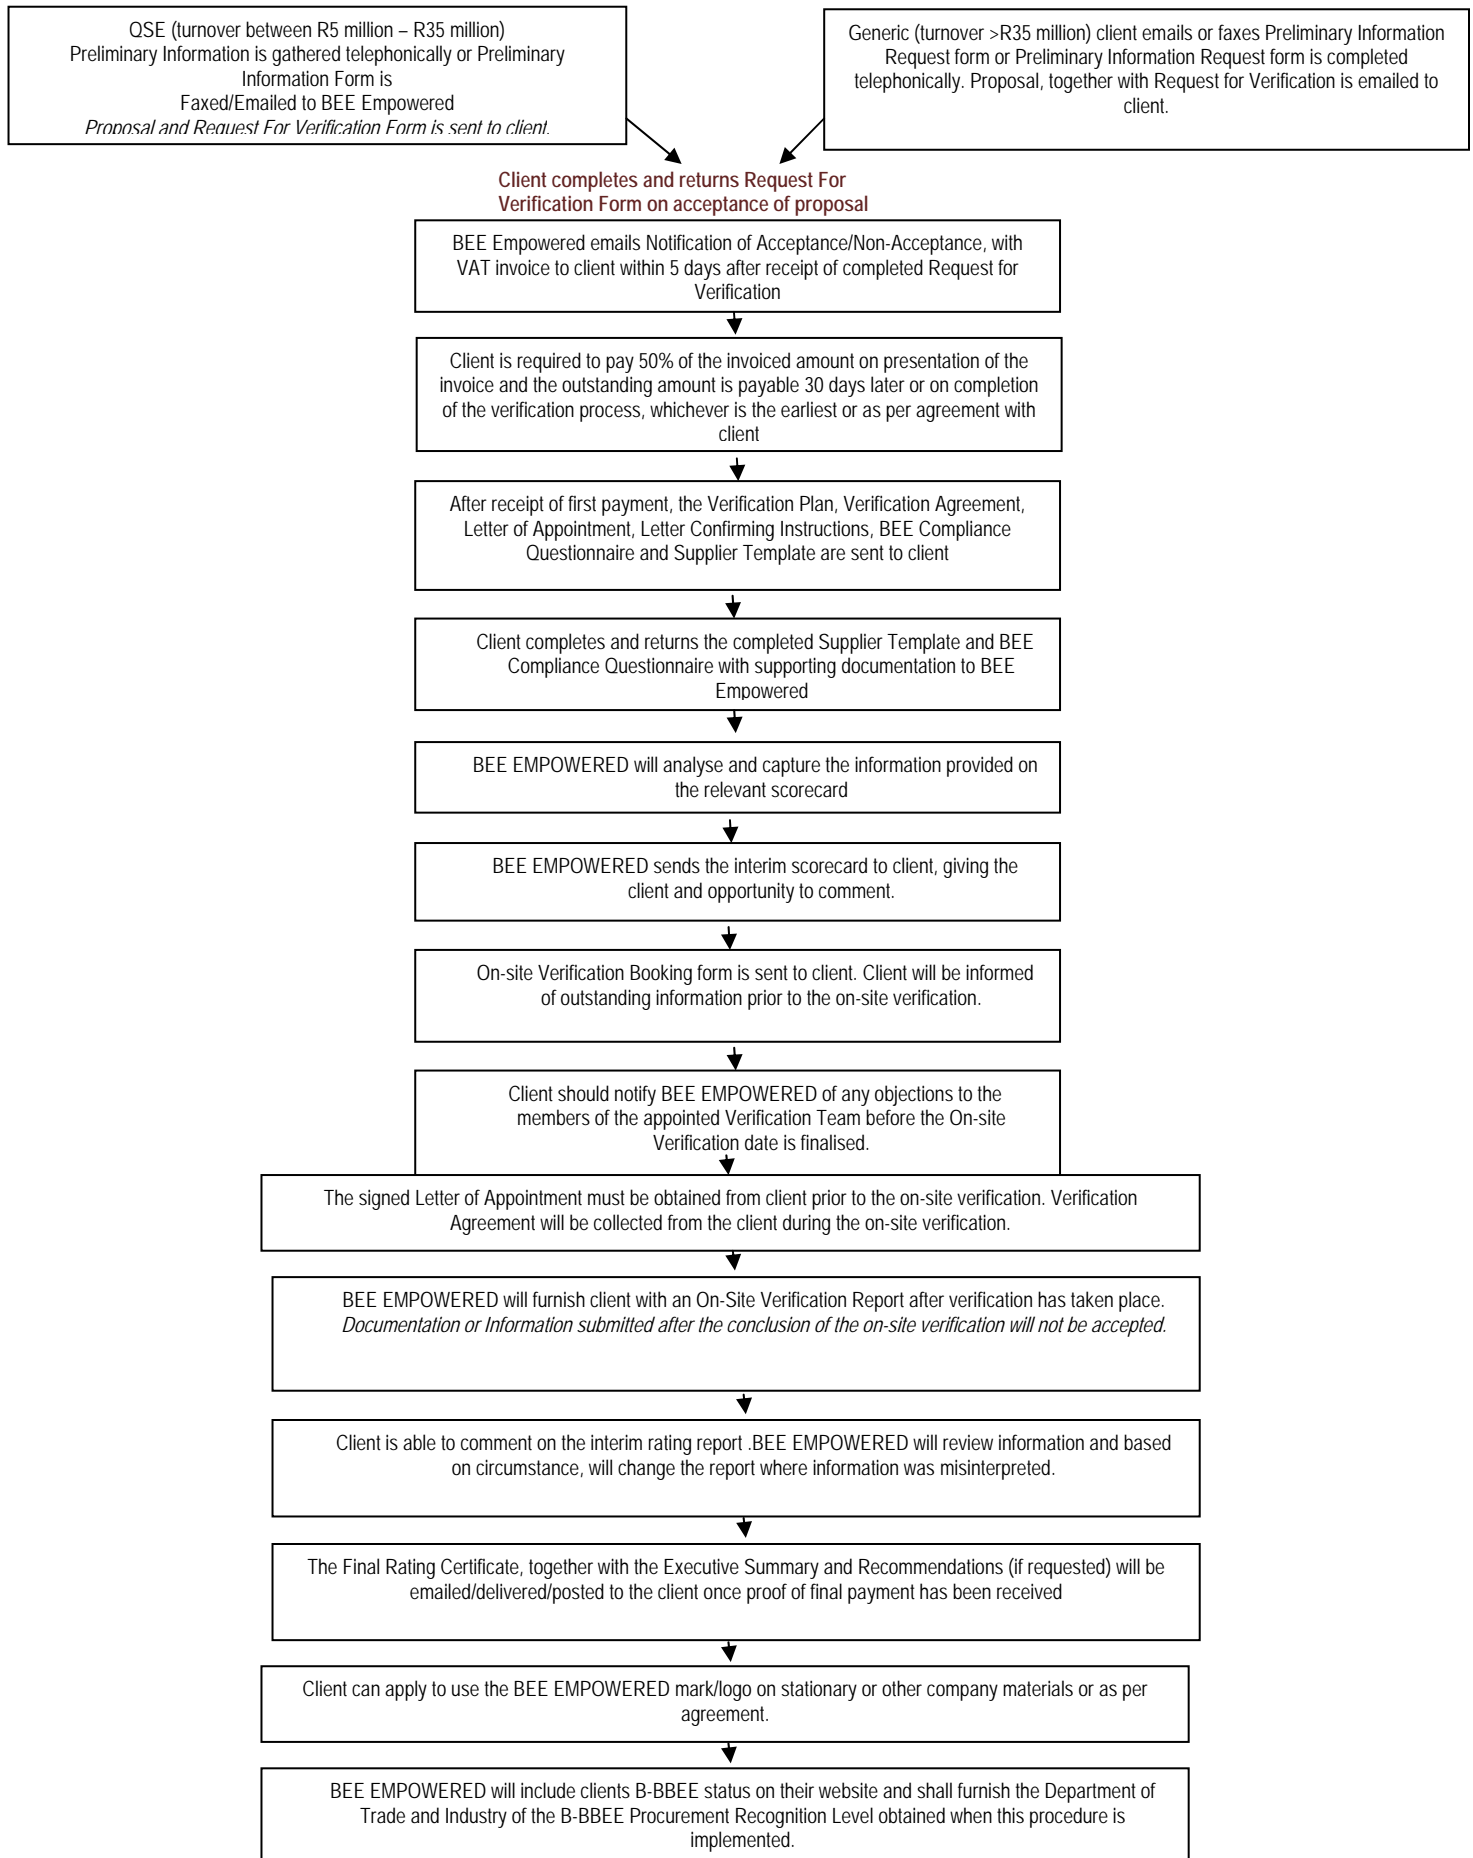 QSE (turnover between R5 million – R35 million)
Preliminary Information is gathered telephonically or Preliminary
Information Form is
Faxed/Emailed to BEE Empowered
Proposal and Request For Verification Form is sent to client.
Generic (turnover >R35 million) client emails or faxes Preliminary Information
Request form or Preliminary Information Request form is completed
telephonically. Proposal, together with Request for Verification is emailed to
client.
Client completes and returns Request For
Verification Form on acceptance of proposal
BEE Empowered emails Notification of Acceptance/Non-Acceptance, with
VAT invoice to client within 5 days after receipt of completed Request for
Verification
Client is required to pay 50% of the invoiced amount on presentation of the
invoice and the outstanding amount is payable 30 days later or on completion
of the verification process, whichever is the earliest or as per agreement with
client
After receipt of first payment, the Verification Plan, Verification Agreement,
Letter of Appointment, Letter Confirming Instructions, BEE Compliance
Questionnaire and Supplier Template are sent to client
Client completes and returns the completed Supplier Template and BEE
Compliance Questionnaire with supporting documentation to BEE
Empowered
BEE EMPOWERED will analyse and capture the information provided on
the relevant scorecard
BEE EMPOWERED sends the interim scorecard to client, giving the
client and opportunity to comment.
On-site Verification Booking form is sent to client. Client will be informed
of outstanding information prior to the on-site verification.
Client should notify BEE EMPOWERED of any objections to the
members of the appointed Verification Team before the On-site
Verification date is finalised.
The signed Letter of Appointment must be obtained from client prior to the on-site verification. Verification
Agreement will be collected from the client during the on-site verification.
BEE EMPOWERED will furnish client with an On-Site Verification Report after verification has taken place.
Documentation or Information submitted after the conclusion of the on-site verification will not be accepted.
Client is able to comment on the interim rating report .BEE EMPOWERED will review information and based
on circumstance, will change the report where information was misinterpreted.
The Final Rating Certificate, together with the Executive Summary and Recommendations (if requested) will be
emailed/delivered/posted to the client once proof of final payment has been received
Client can apply to use the BEE EMPOWERED mark/logo on stationary or other company materials or as per
agreement.
BEE EMPOWERED will include clients B-BBEE status on their website and shall furnish the Department of
Trade and Industry of the B-BBEE Procurement Recognition Level obtained when this procedure is
implemented.